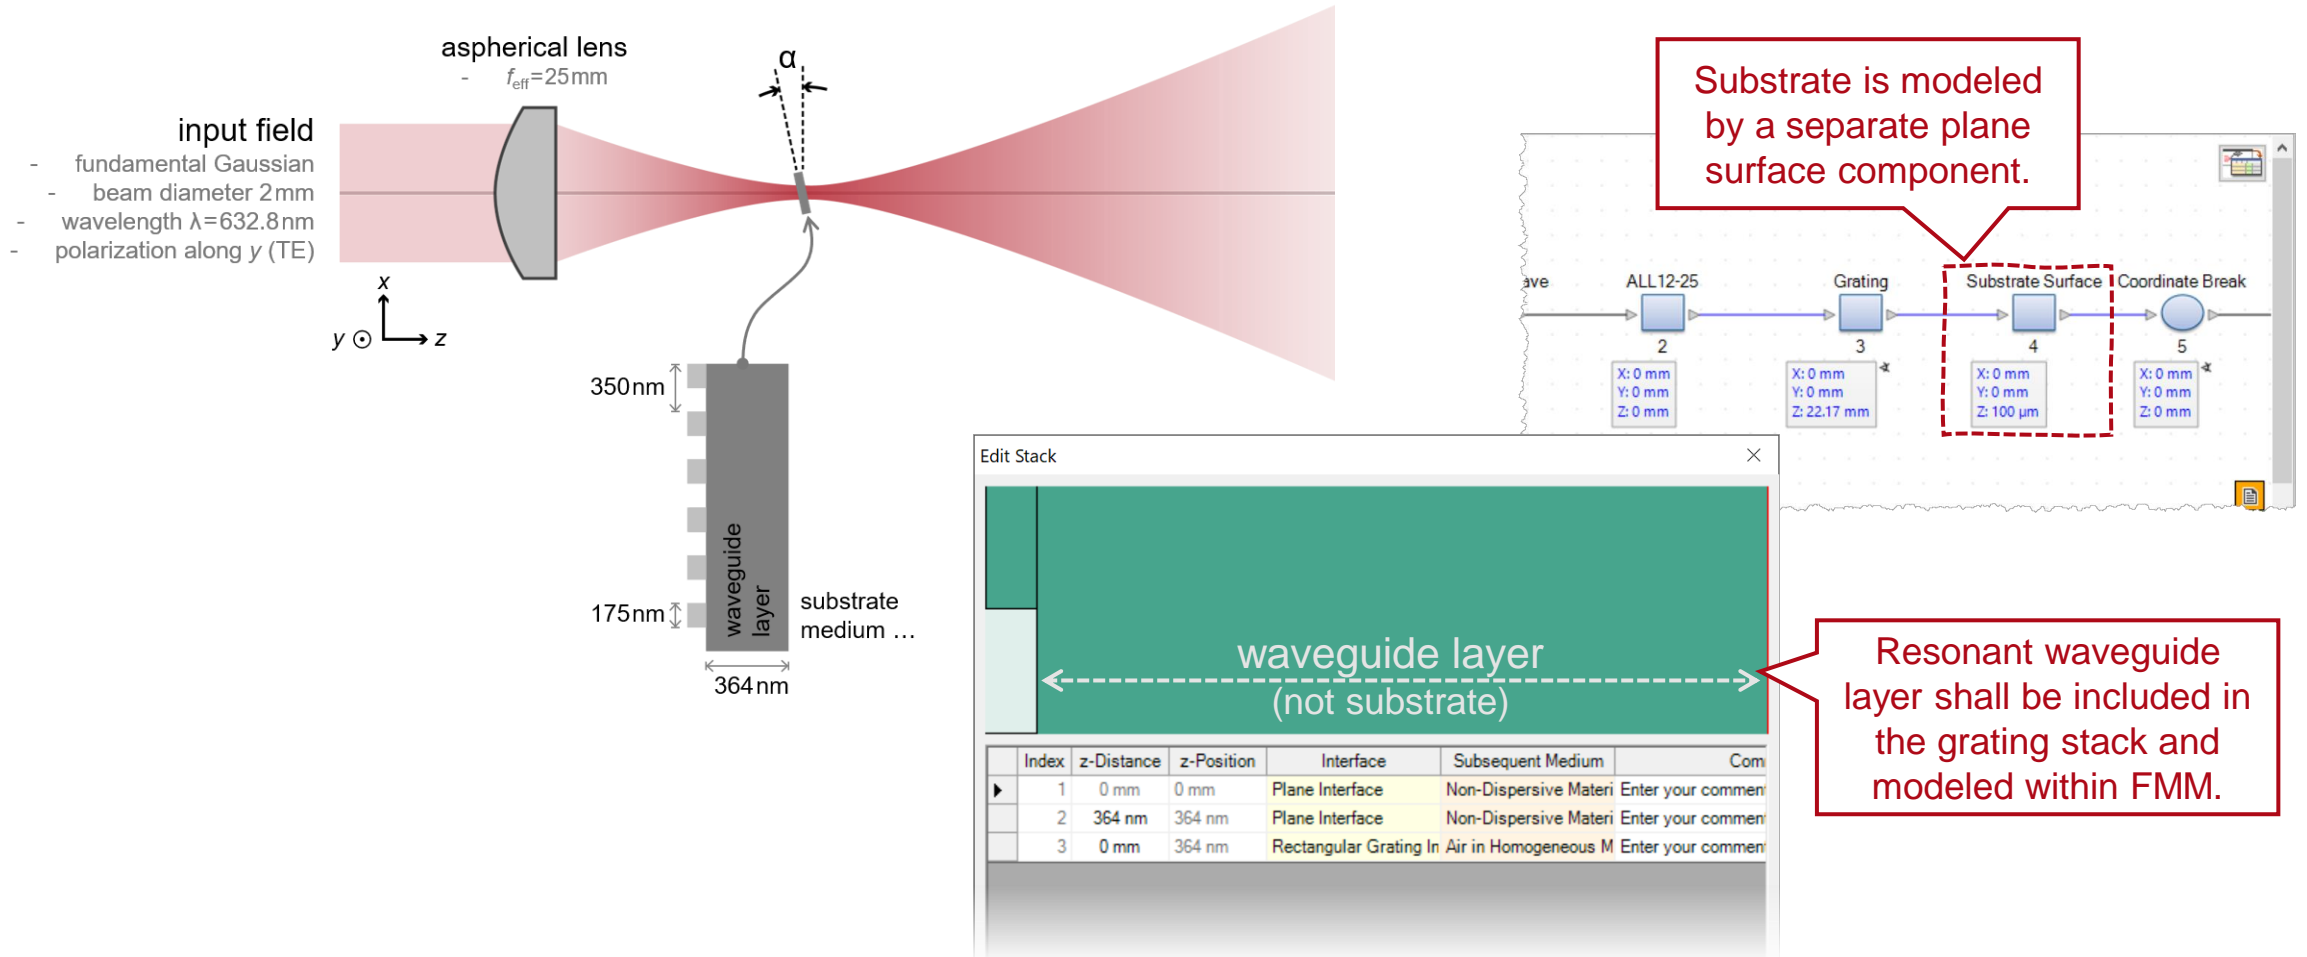 aspherical lens
- feff=25mm
α
input field
- fundamental Gaussian
- beam diameter 2mm
- wavelength λ=632.8nm
- polarization along y (TE)
x
y
z
350nm
175nm
waveguide
layer
364nm
substrate
medium ...
Substrate is modeled
by a separate plane
surface component.
ave
ALL12-25
Grating
Substrate Surface
Coordinate Break
2
3
4
5
X: 0 mm
Y: 0 mm
Z: 0 mm
X: 0 mm
Y: 0 mm
Z: 22.17 mm
X: 0 mm
Y: 0 mm
Z: 100 µm
X: 0 mm
Y: 0 mm
Z: 0 mm
Edit Stack
waveguide layer
(not substrate)
Index z-Distance z-Position Interface Subsequent Medium Com
1 0 mm 0 mm Plane Interface Non-Dispersive Materi Enter your commen
2 364 nm 364 nm Plane Interface Non-Dispersive Materi Enter your commen
3 0 mm 364 nm Rectangular Grating In Air in Homogeneous M Enter your commen
Resonant waveguide
layer shall be included in
the grating stack and
modeled within FMM.